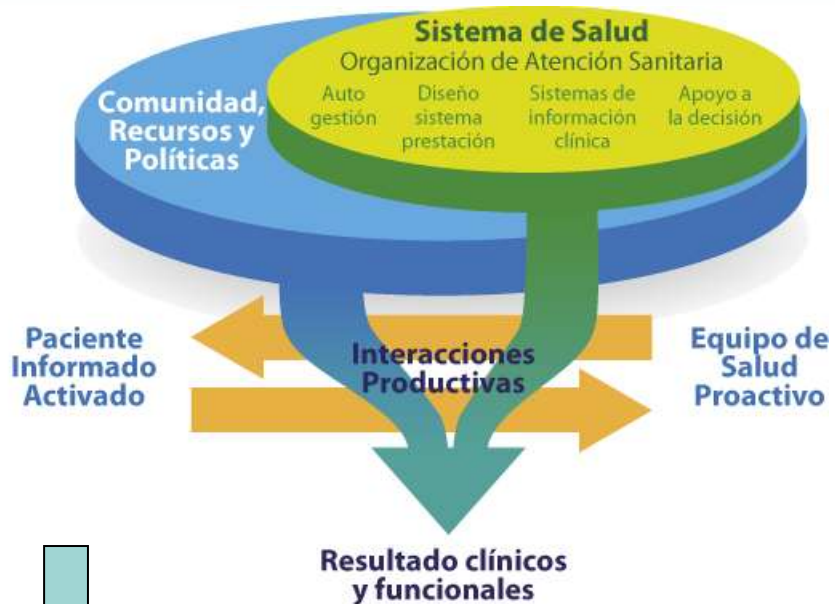 Sistema de Salud
Organización de Atención Sanitaria
Auto
gestión
Diseño
sistema
prestación
Sistemas de
información
clínica
Apoyo a
la decisión
Comunidad,
Recursos y
Políticas
Paciente
Informado
Activado
Interacciones
Productivas
Equipo de
Salud
Proactivo
Resultado clínicos
y funcionales